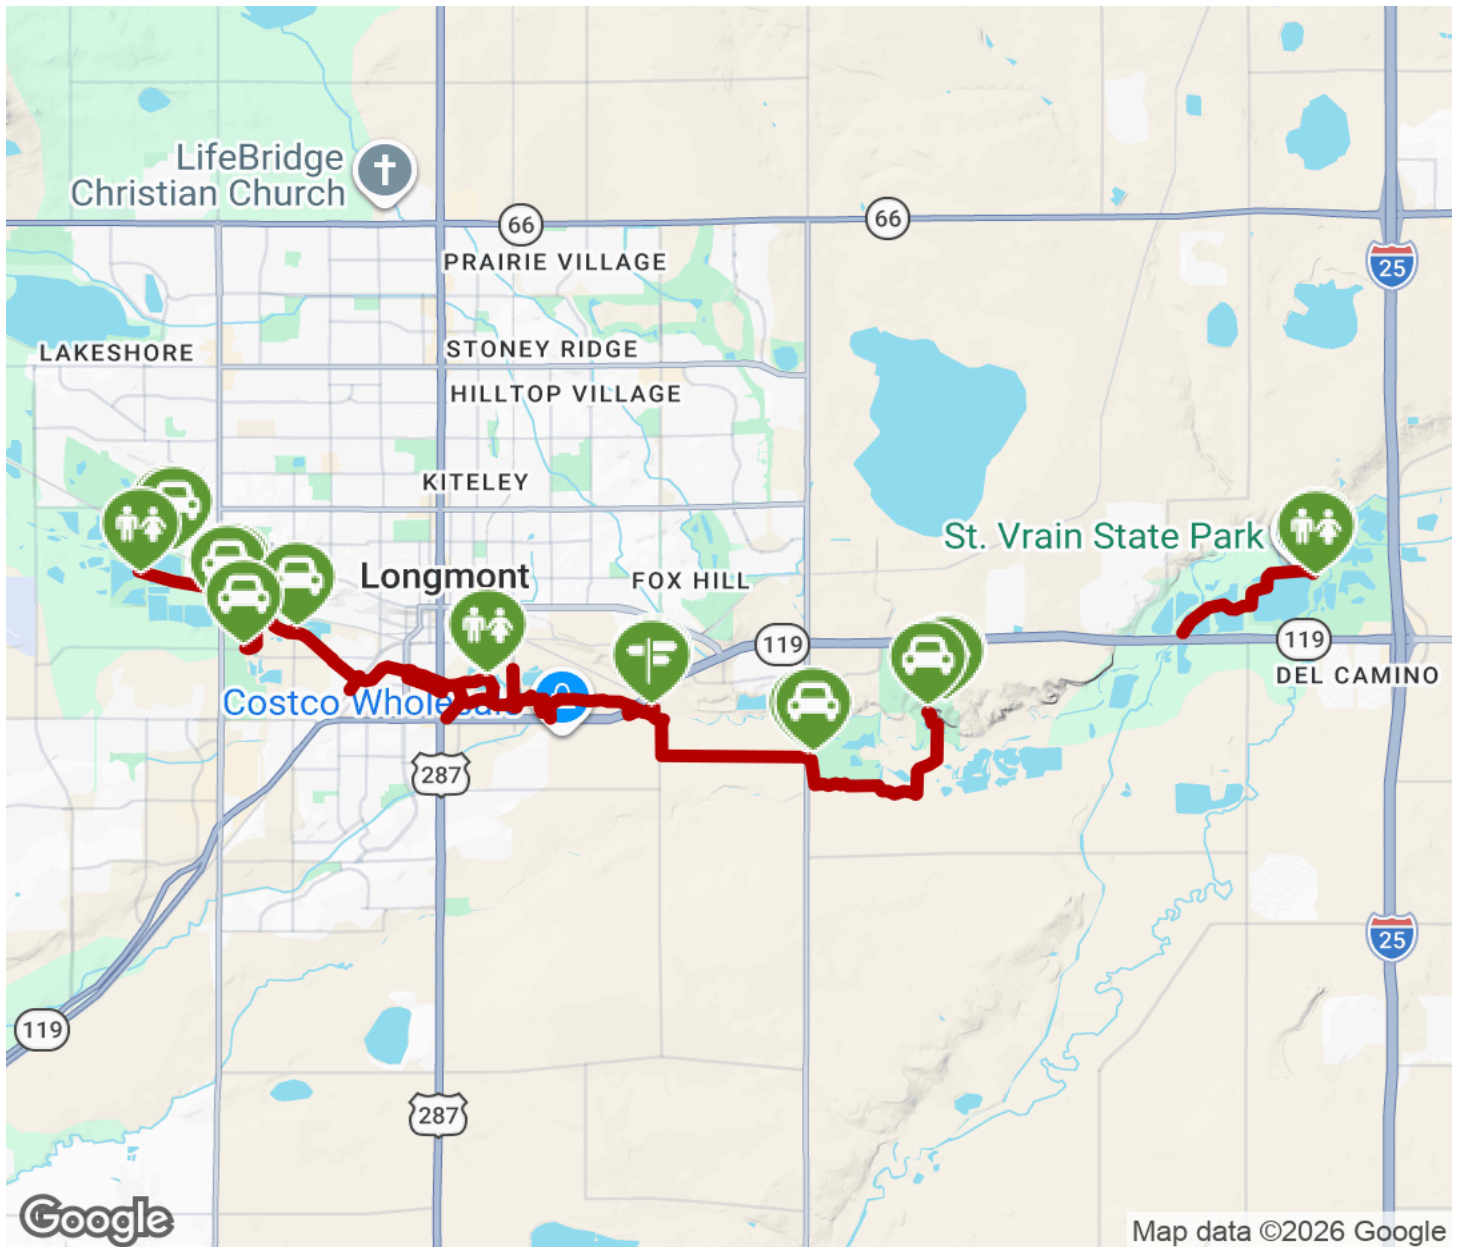 LifeBridge
Christian Church
66
66
PRAIRIE VILLAGE
25
LAKESHORE
STONEY RIDGE
HILLTOP VILLAGE
KITELEY
St. Vrain State Park
Longmont
FOX HILL
119
119
DEL CAMINO
Costco Wholesale
287
25
119
287
Google
Map data ©2026 Google